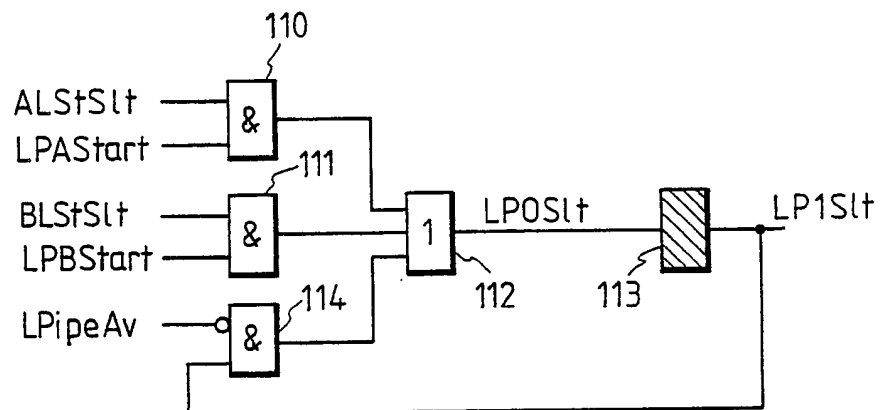 110
ALStSlt
&
LPAStart
111
BLStSlt
&
LPBStart
1
LP0Slt
LP1Slt
112
113
LPipeAv
&
114